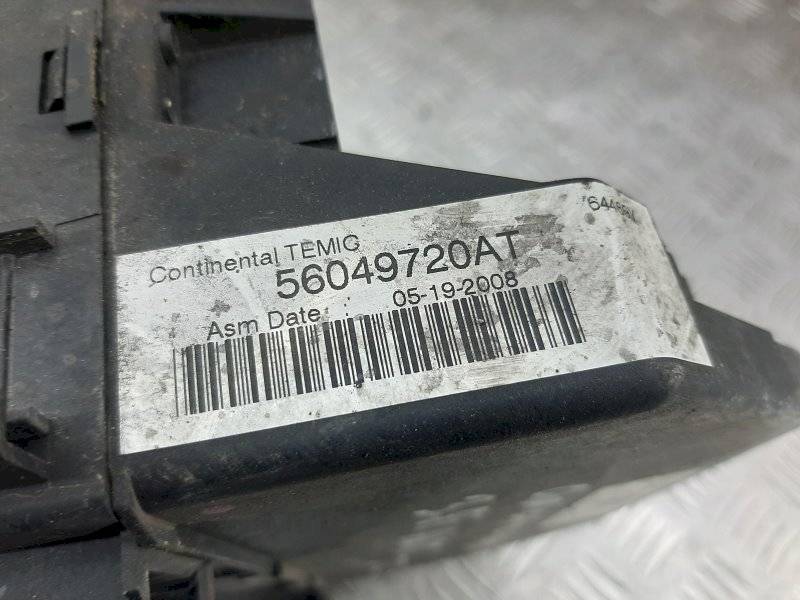 Continental TEMIC
56049720AT
Asm Date: 05-19-2008